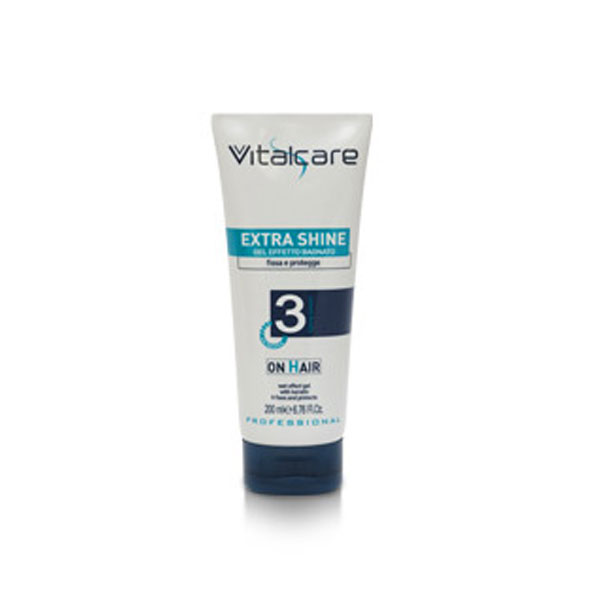 Vitalcare
EXTRA SHINE
GEL EFFETTO BAGNATO
fissa e protegge
3
ON HAIR
wet effect gel
with keratin
it fixes and protects
200 ml e 6,76 Fl.Oz.
PROFESSIONAL